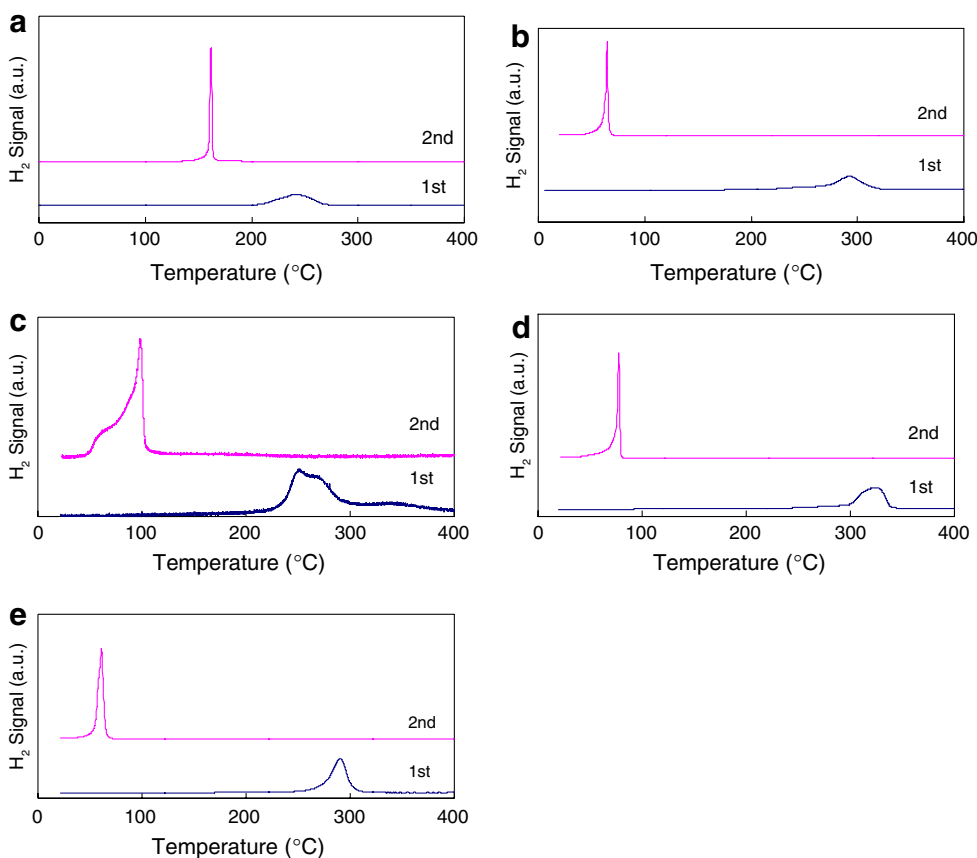 a
H₂ Signal (a.u.)
2nd
1st
0 100 200 300 400
Temperature (°C)
b
H₂ Signal (a.u.)
2nd
1st
0 100 200 300 400
Temperature (°C)
c
H₂ Signal (a.u.)
2nd
1st
0 100 200 300 400
Temperature (°C)
d
H₂ Signal (a.u.)
2nd
1st
0 100 200 300 400
Temperature (°C)
e
H₂ Signal (a.u.)
2nd
1st
0 100 200 300 400
Temperature (°C)